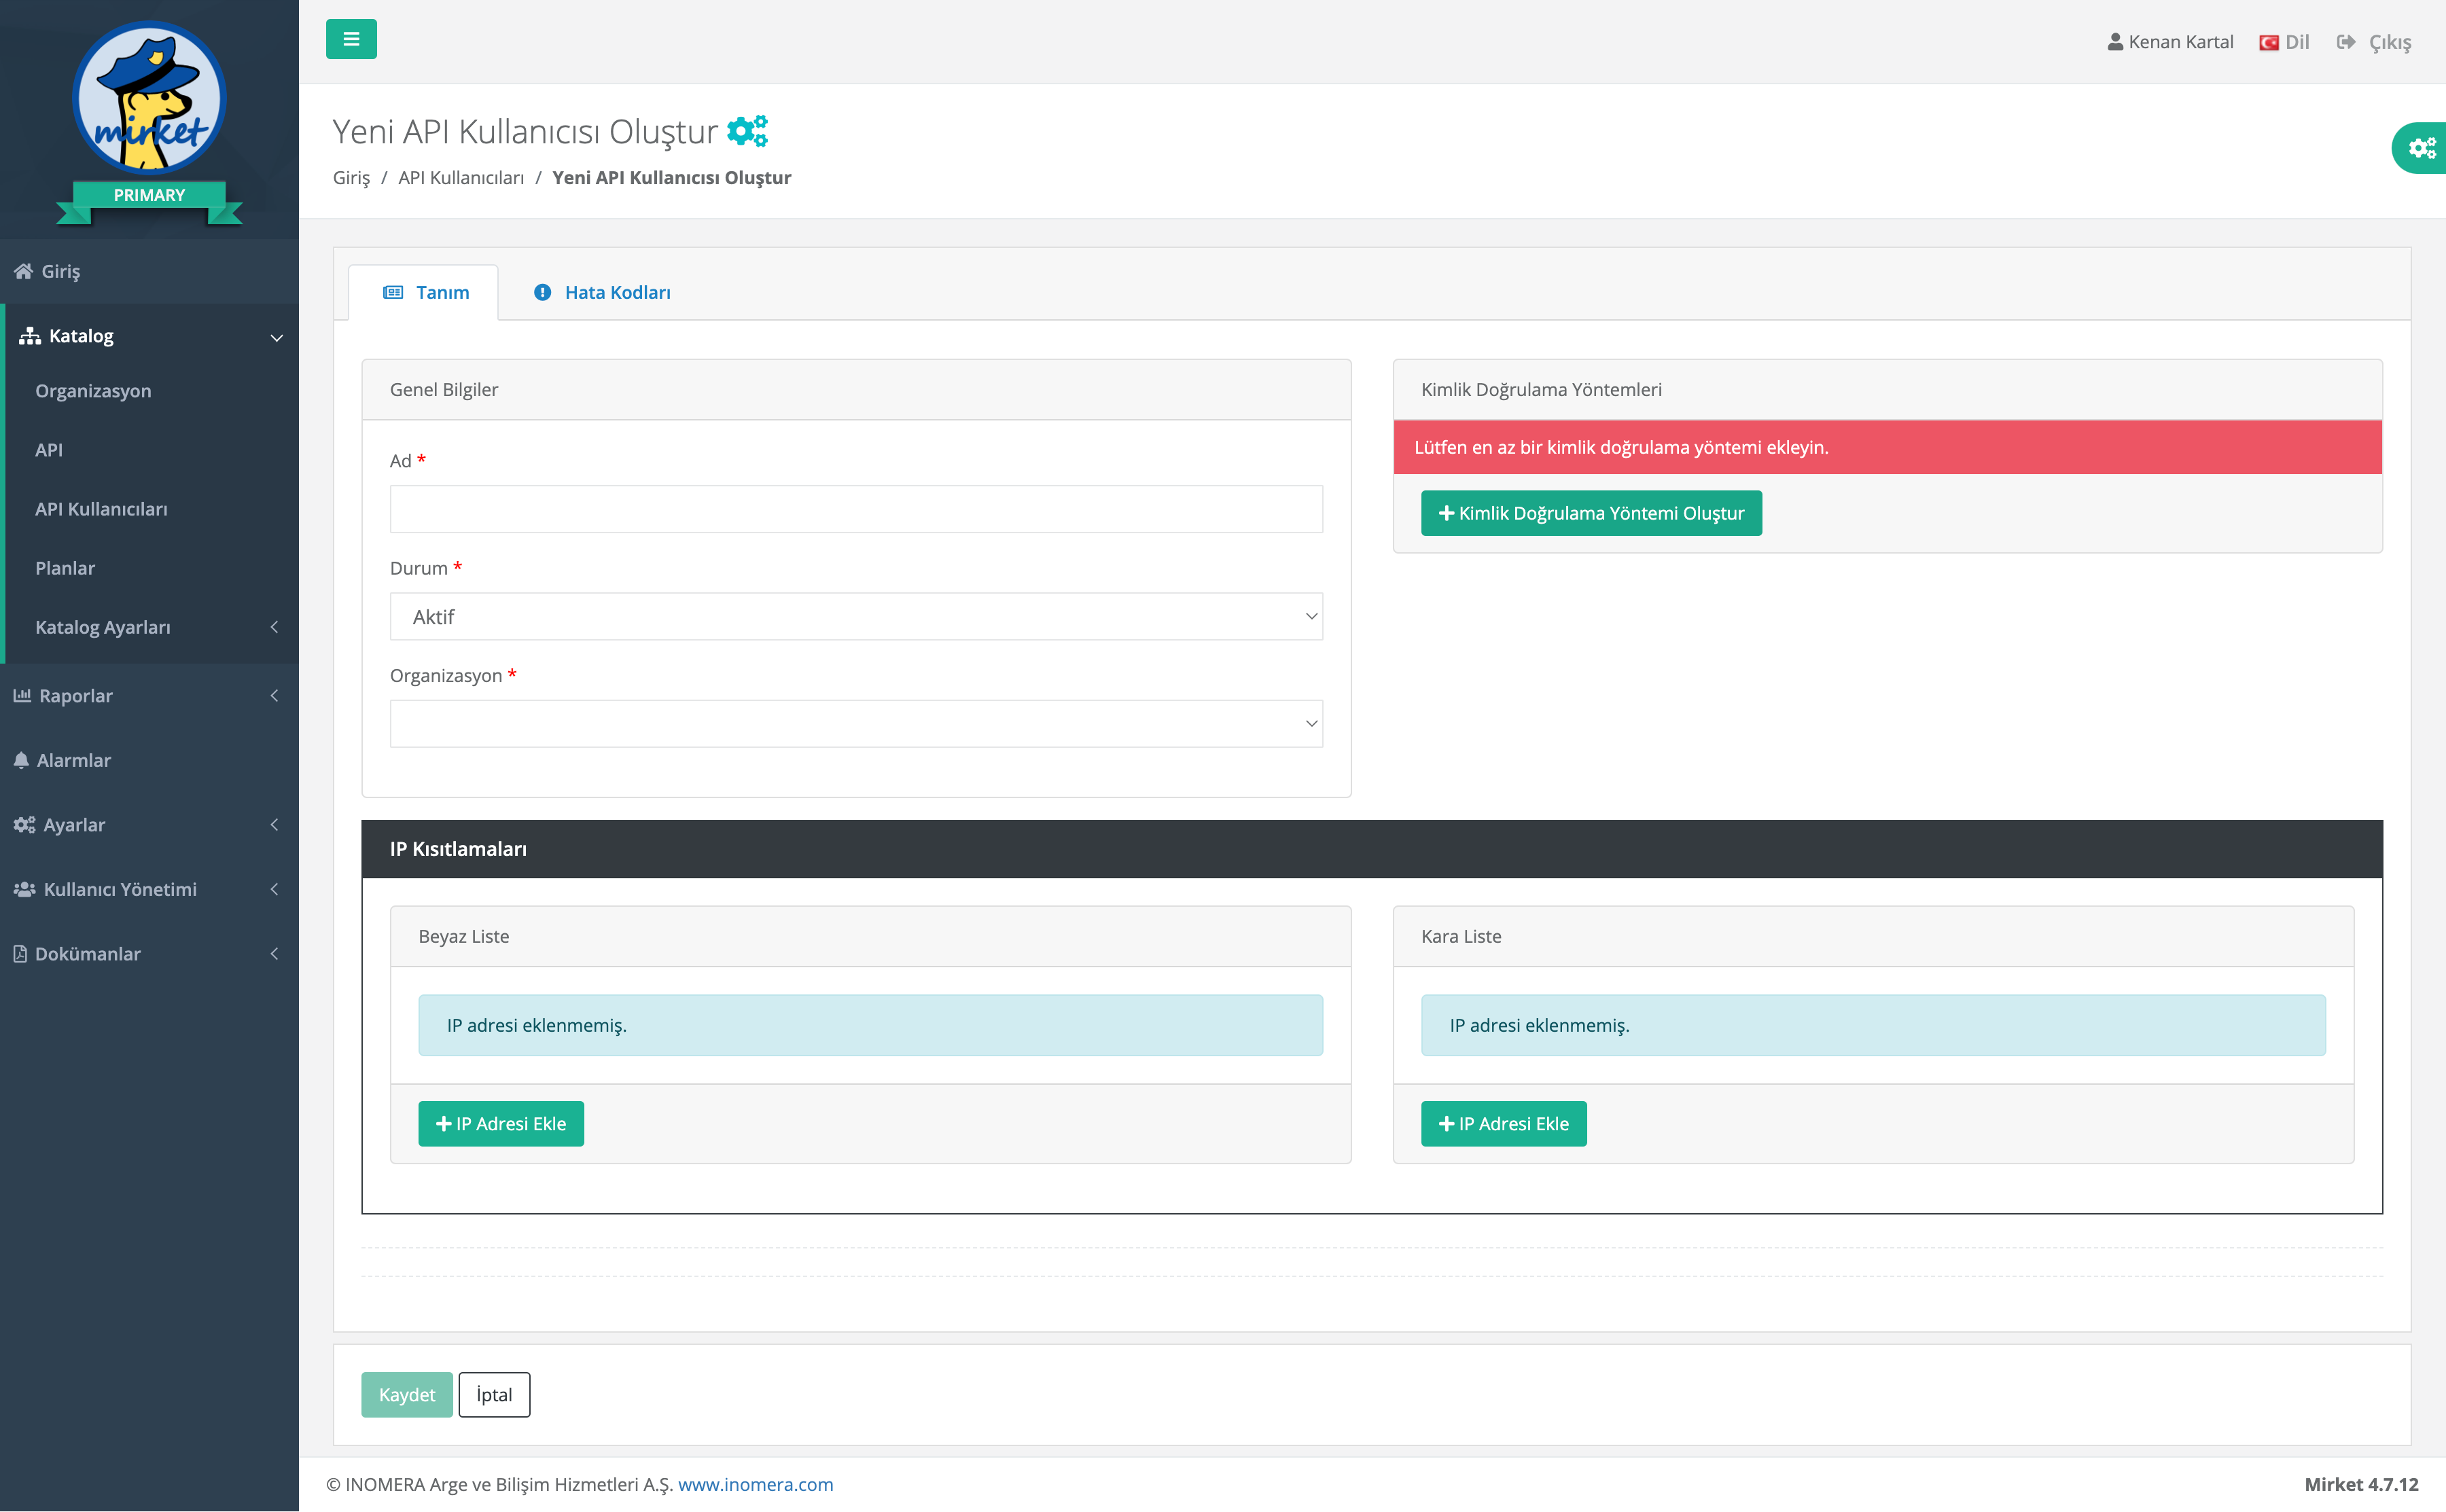 mirket
PRIMARY
Giriş
Katalog
Organizasyon
API
API Kullanıcıları
Planlar
Katalog Ayarları
Raporlar
Alarmlar
Ayarlar
Kullanıcı Yönetimi
Dokümanlar
Kenan Kartal Dil Çıkış
Yeni API Kullanıcısı Oluştur
Giriş / API Kullanıcıları / Yeni API Kullanıcısı Oluştur
Tanım Hata Kodları
Genel Bilgiler
Ad *
Durum *
Aktif
Organizasyon *
Kimlik Doğrulama Yöntemleri
Lütfen en az bir kimlik doğrulama yöntemi ekleyin.
Kimlik Doğrulama Yöntemi Oluştur
IP Kısıtlamaları
Beyaz Liste
IP adresi eklenmemiş.
IP Adresi Ekle
Kara Liste
IP adresi eklenmemiş.
IP Adresi Ekle
Kaydet İptal
© INOMERA Arge ve Bilişim Hizmetleri A.Ş. www.inomera.com
Mirket 4.7.12